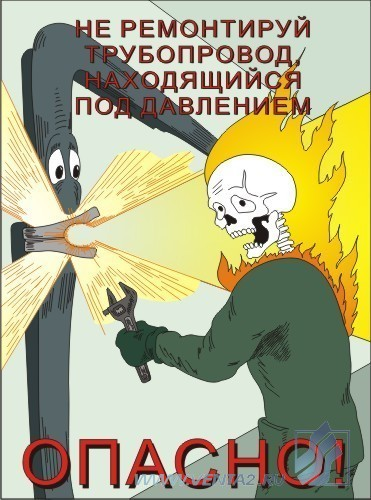 НЕ РЕМОНТИРУЙ
ТРУБОПРОВОД,
НАХОДЯЩИЙСЯ
ПОД ДАВЛЕНИЕМ
ОПАСНО!